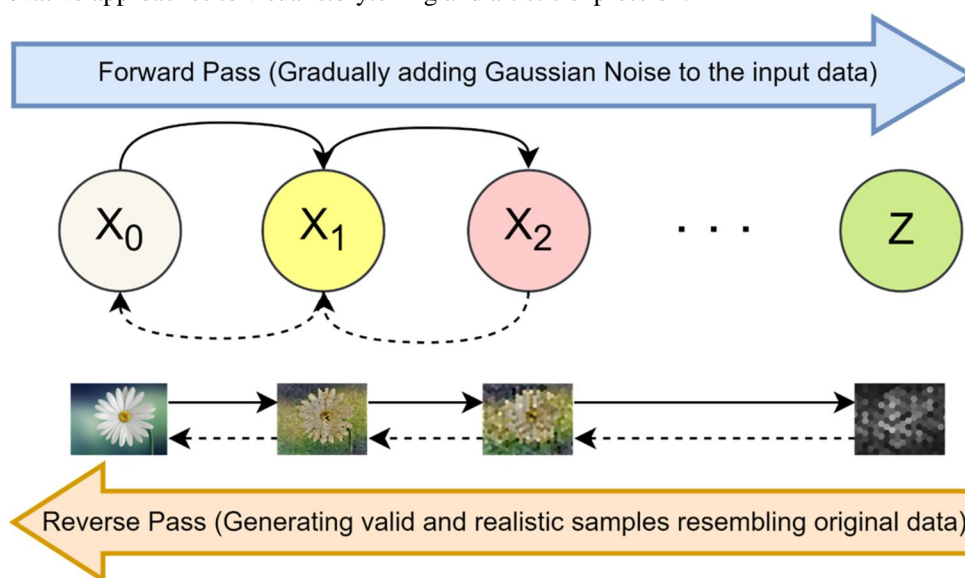 Forward Pass (Gradually adding Gaussian Noise to the input data)
X₀ X₁ X₂ . . . Z
Reverse Pass (Generating valid and realistic samples resembling original data)